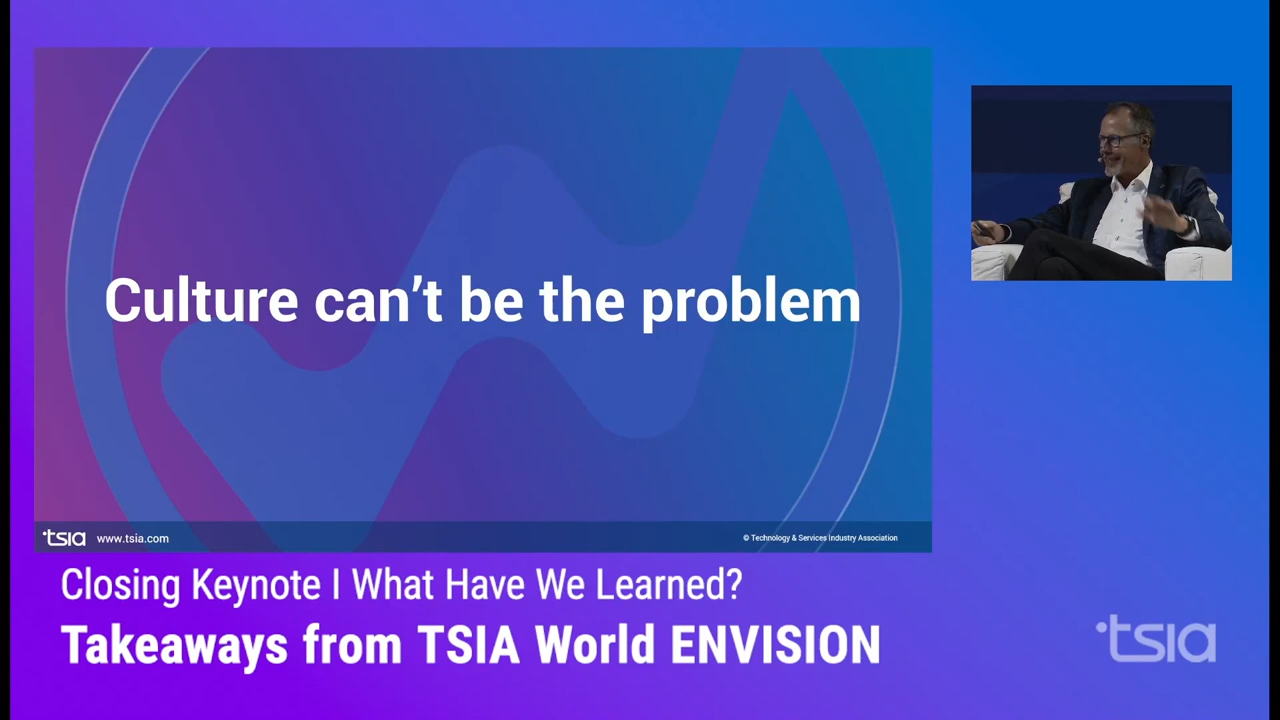 Culture can’t be the problem
tsia www.tsia.com
© Technology & Services Industry Association
Closing Keynote I What Have We Learned?
Takeaways from TSIA World ENVISION
tsia